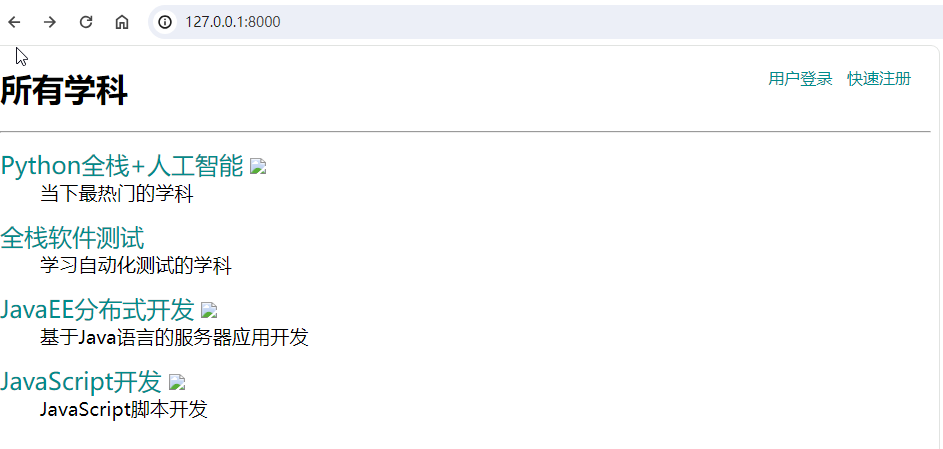 127.0.0.1:8000
所有学科
用户登录 快速注册
Python全栈+人工智能
当下最热门的学科
全栈软件测试
学习自动化测试的学科
JavaEE分布式开发
基于Java语言的服务器应用开发
JavaScript开发
JavaScript脚本开发